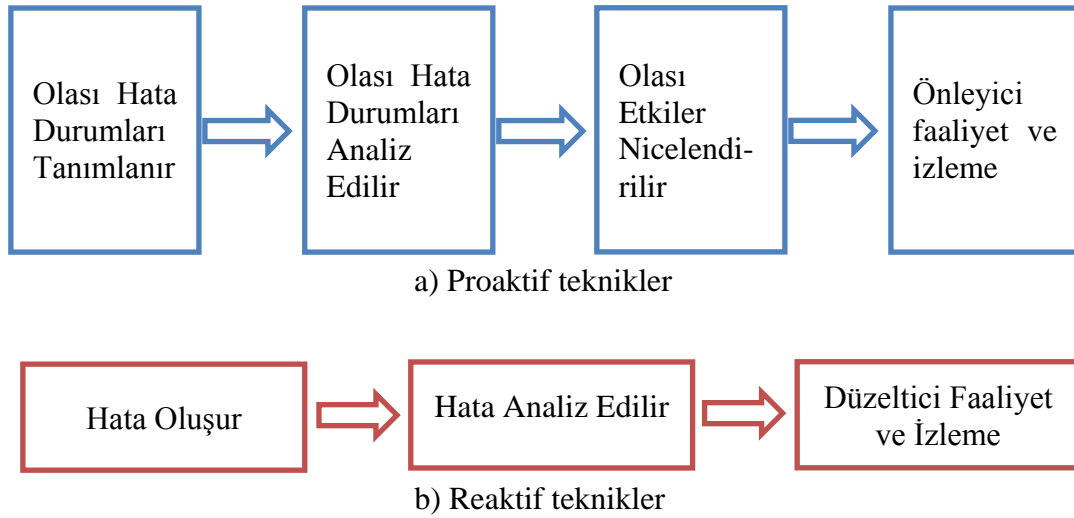 Olası Hata
Durumları
Tanımlanır
Olası Hata
Durumları
Analiz
Edilir
Olası
Etkiler
Nicelendi-
rilir
Önleyici
faaliyet ve
izleme
a) Proaktif teknikler
Hata Oluşur
Hata Analiz Edilir
Düzeltici Faaliyet
ve İzleme
b) Reaktif teknikler